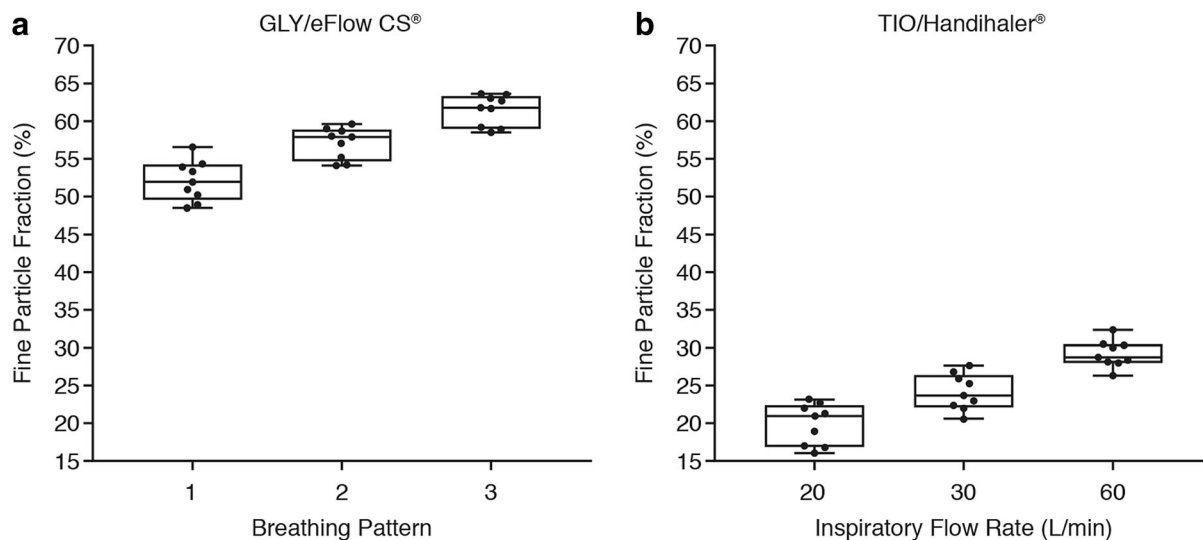 a
GLY/eFlow CS®
Fine Particle Fraction (%)
70
65
60
55
50
45
40
35
30
25
20
15
1 2 3
Breathing Pattern
b
TIO/Handihaler®
Fine Particle Fraction (%)
70
65
60
55
50
45
40
35
30
25
20
15
20 30 60
Inspiratory Flow Rate (L/min)